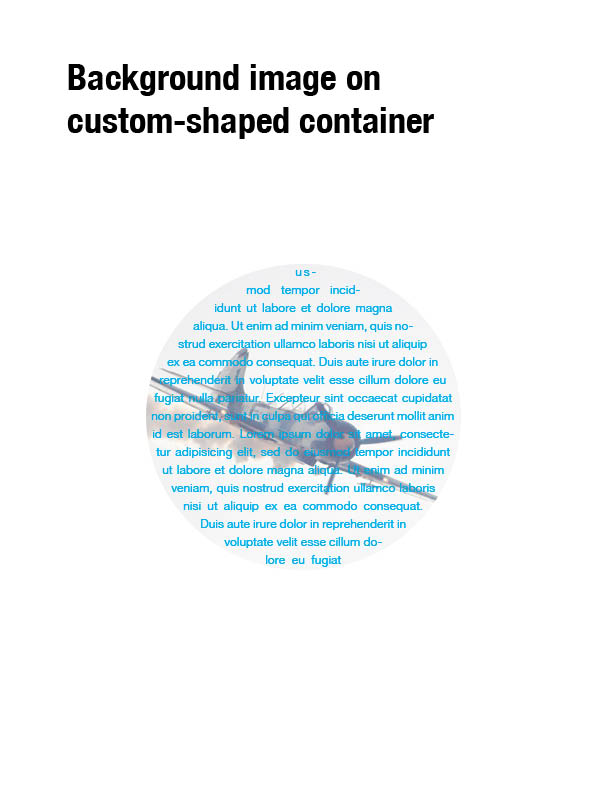 Background image on
custom-shaped container
us-
mod tempor incid-
idunt ut labore et dolore magna
aliqua. Ut enim ad minim veniam, quis no-
strud exercitation ullamco laboris nisi ut aliquip
ex ea commodo consequat. Duis aute irure dolor in
reprehenderit in voluptate velit esse cillum dolore eu
fugiat nulla pariatur. Excepteur sint occaecat cupidatat
non proident, sunt in culpa qui officia deserunt mollit anim
id est laborum. Lorem ipsum dolor sit amet, consecte-
tur adipisicing elit, sed do eiusmod tempor incididunt
ut labore et dolore magna aliqua. Ut enim ad minim
veniam, quis nostrud exercitation ullamco laboris
nisi ut aliquip ex ea commodo consequat.
Duis aute irure dolor in reprehenderit in
voluptate velit esse cillum do-
lore eu fugiat